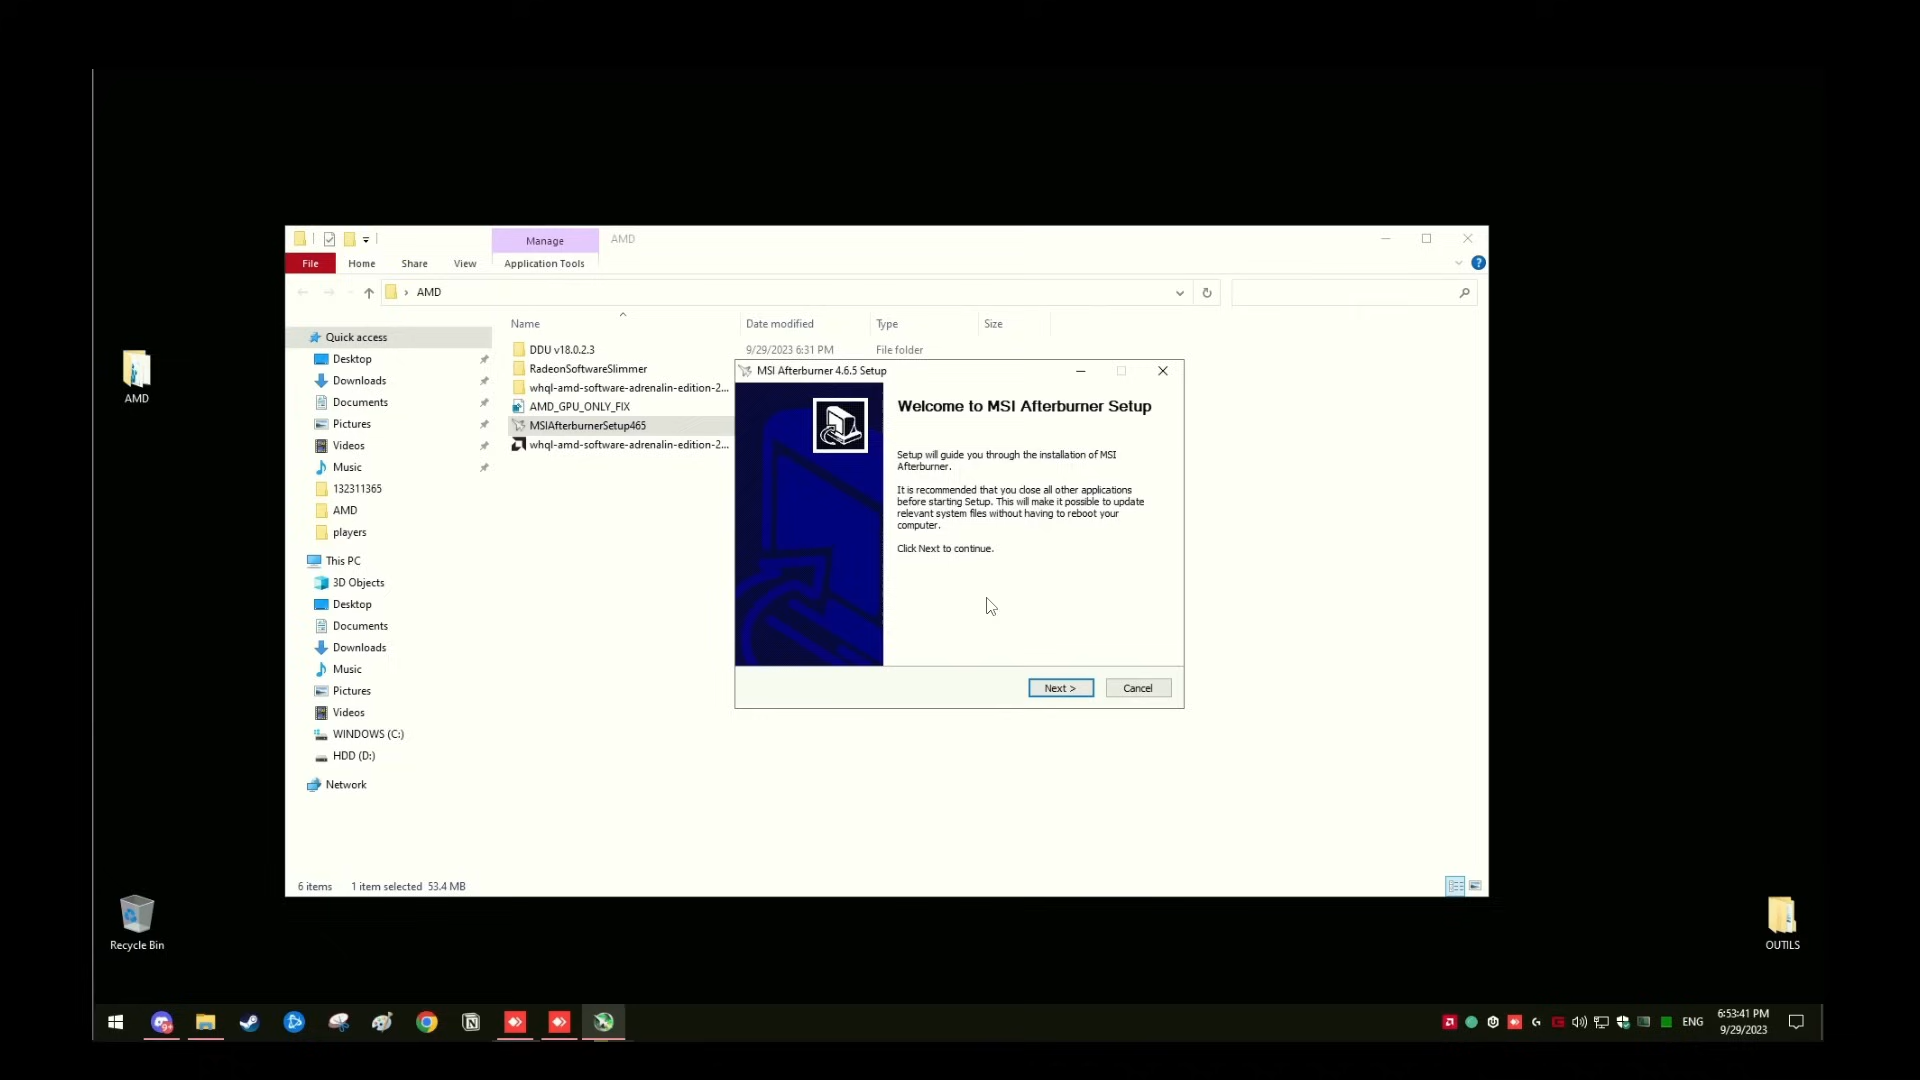 Manage
AMD
File
Home
Share
View
Application Tools
AMD
Name
Date modified
Type
Size
Quick access
Desktop
Downloads
Documents
Pictures
Videos
Music
132311365
AMD
players
This PC
3D Objects
Desktop
Documents
Downloads
Music
Pictures
Videos
WINDOWS (C:)
HDD (D:)
Network
DDU v18.0.2.3
9/29/2023 6:31 PM
File folder
RadeonSoftwareSlimmer
whql-amd-software-adrenalin-edition-2...
AMD_GPU_ONLY_FIX
MSIAfterburnerSetup465
whql-amd-software-adrenalin-edition-2...
MSI Afterburner 4.6.5 Setup
Welcome to MSI Afterburner Setup
Setup will guide you through the installation of MSI
Afterburner.
It is recommended that you close all other applications
before starting Setup. This will make it possible to update
relevant system files without having to reboot your
computer.
Click Next to continue.
Next >
Cancel
6 items
1 item selected 53.4 MB
AMD
Recycle Bin
OUTILS
9+
ENG
6:53:41 PM
9/29/2023